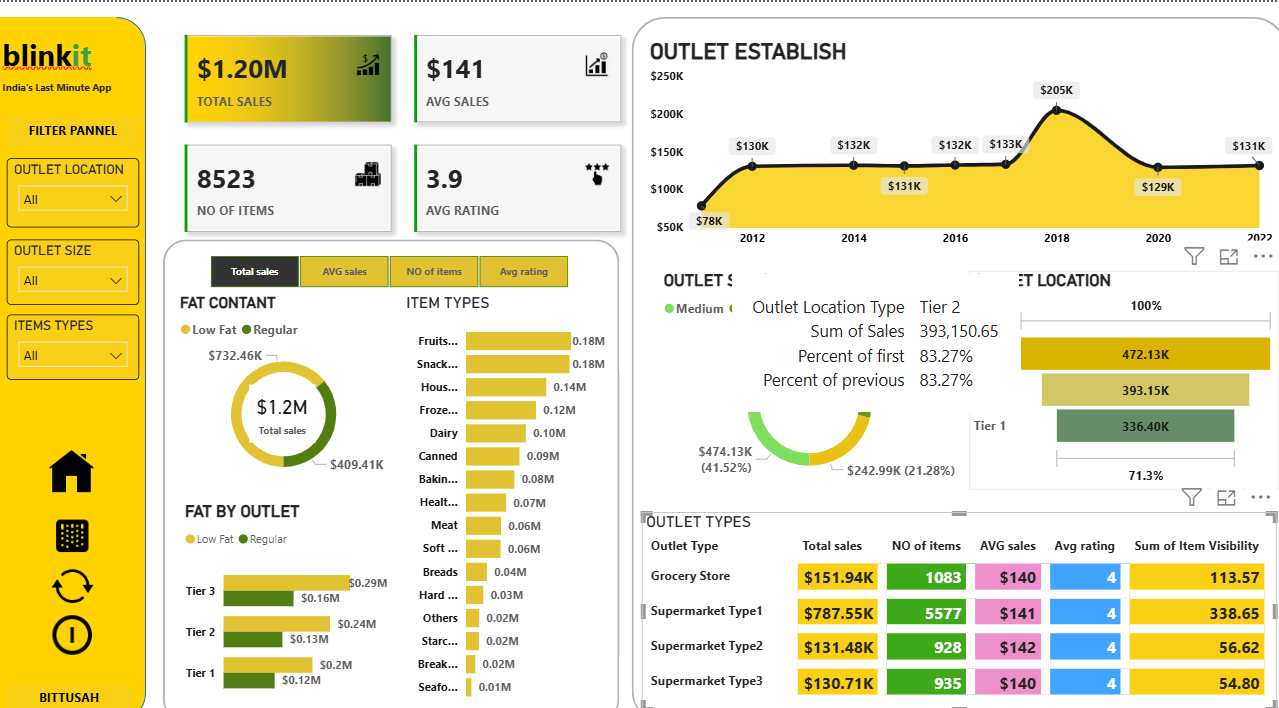 blinkit
India's Last Minute App
FILTER PANNEL
OUTLET LOCATION
All
OUTLET SIZE
All
ITEMS TYPES
All
BITTUSAH
$1.20M
TOTAL SALES
$141
AVG SALES
8523
NO OF ITEMS
3.9
AVG RATING
Total sales AVG sales NO of items Avg rating
FAT CONTANT
Low Fat Regular
$732.46K
$1.2M
Total sales
$409.41K
FAT BY OUTLET
Low Fat Regular
Tier 3 $0.29M
$0.16M
Tier 2 $0.24M
$0.13M
Tier 1 $0.2M
$0.12M
ITEM TYPES
Fruits... 0.18M
Snack... 0.18M
Hous... 0.14M
Froze... 0.12M
Dairy 0.10M
Canned 0.09M
Bakin... 0.08M
Healt... 0.07M
Meat 0.06M
Soft ... 0.06M
Breads 0.04M
Hard ... 0.03M
Others 0.02M
Starc... 0.02M
Break... 0.02M
Seafo... 0.01M
OUTLET ESTABLISH
$250K
$200K
$150K
$100K
$50K
$78K $130K $132K $131K $132K $133K $205K $129K $131K
2012 2014 2016 2018 2020 2022
OUTLET S
Medium
Outlet Location Type Tier 2
Sum of Sales 393,150.65
Percent of first 83.27%
Percent of previous 83.27%
$474.13K
(41.52%)
$242.99K (21.28%)
ET LOCATION
100%
472.13K
393.15K
Tier 1 336.40K
71.3%
OUTLET TYPES
Outlet Type Total sales NO of items AVG sales Avg rating Sum of Item Visibility
Grocery Store $151.94K 1083 $140 4 113.57
Supermarket Type1 $787.55K 5577 $141 4 338.65
Supermarket Type2 $131.48K 928 $142 4 56.62
Supermarket Type3 $130.71K 935 $140 4 54.80